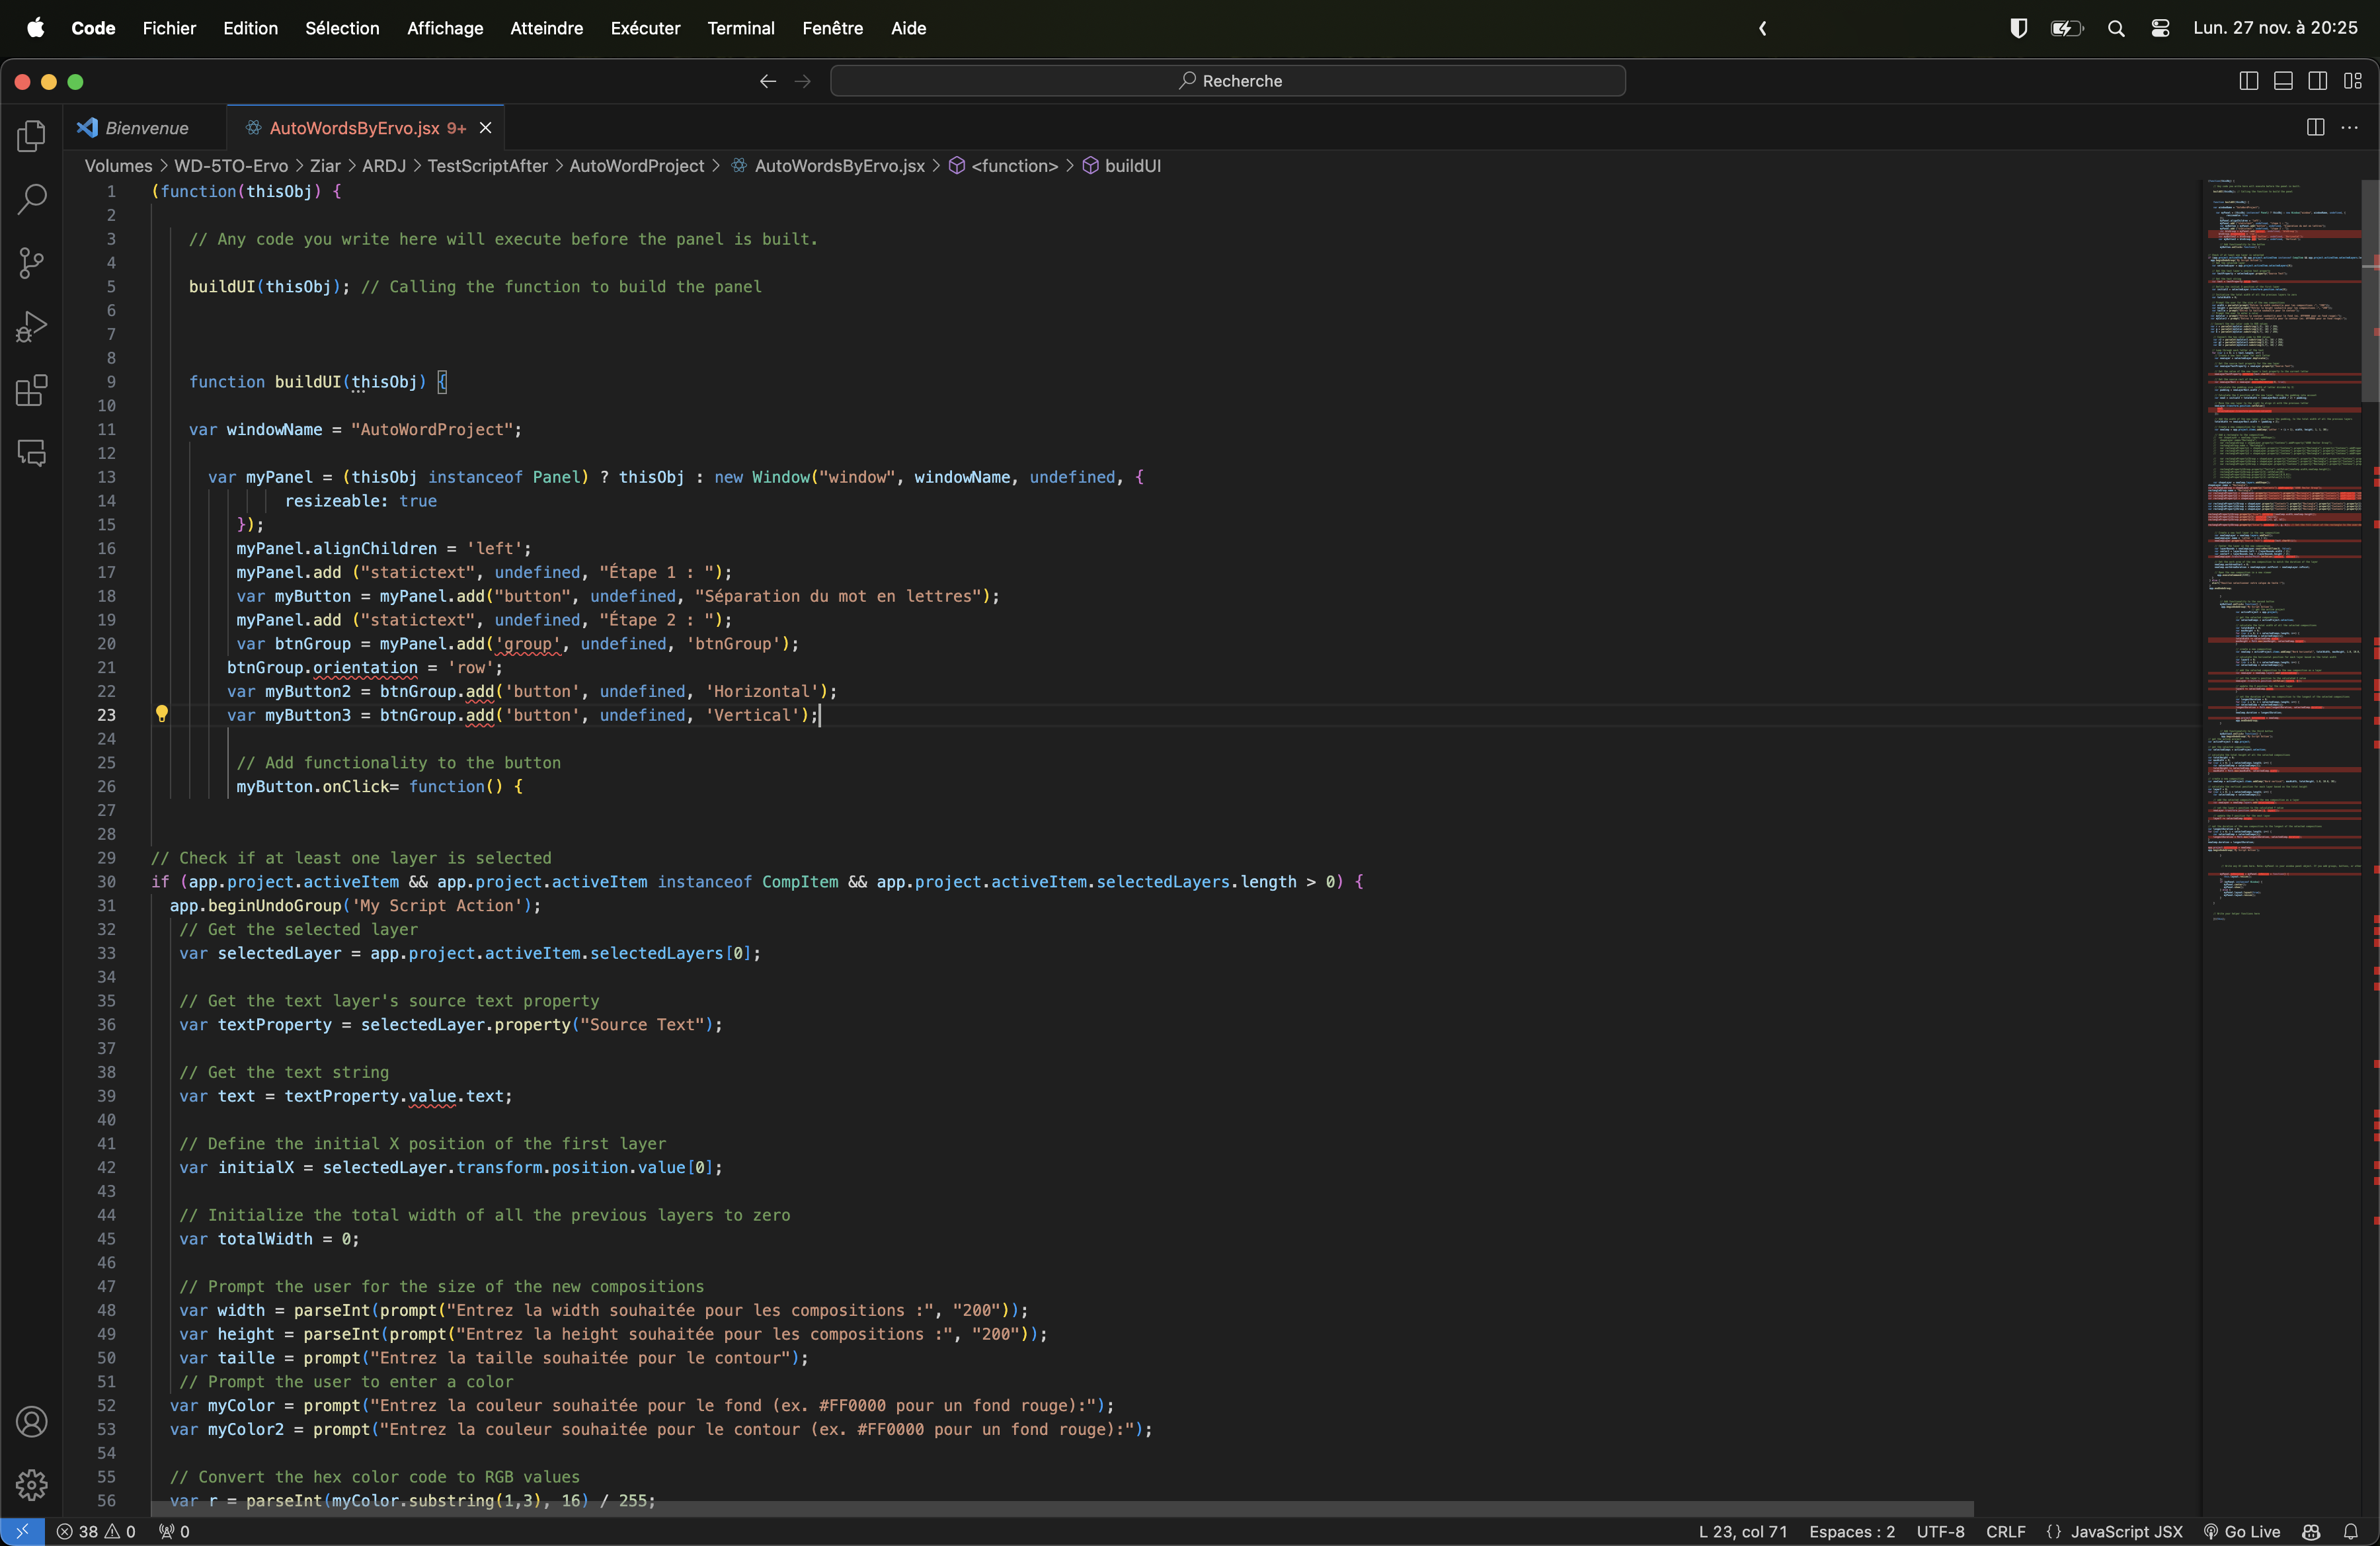 Code Fichier Edition Sélection Affichage Atteindre Exécuter Terminal Fenêtre Aide Lun. 27 nov. à 20:25
Recherche
Bienvenue AutoWordsByErvo.jsx 9+
Volumes > WD-5TO-Ervo > Ziar > ARDJ > TestScriptAfter > AutoWordProject > AutoWordsByErvo.jsx > <function> > buildUI
1 (function(thisObj) {
2
3 // Any code you write here will execute before the panel is built.
4
5 buildUI(thisObj); // Calling the function to build the panel
6
7
8
9 function buildUI(thisObj) {
10
11 var windowName = "AutoWordProject";
12
13 var myPanel = (thisObj instanceof Panel) ? thisObj : new Window("window", windowName, undefined, {
14 resizeable: true
15 });
16 myPanel.alignChildren = 'left';
17 myPanel.add ("statictext", undefined, "Étape 1 : ");
18 var myButton = myPanel.add("button", undefined, "Séparation du mot en lettres");
19 myPanel.add ("statictext", undefined, "Étape 2 : ");
20 var btnGroup = myPanel.add('group', undefined, 'btnGroup');
21 btnGroup.orientation = 'row';
22 var myButton2 = btnGroup.add('button', undefined, 'Horizontal');
23 var myButton3 = btnGroup.add('button', undefined, 'Vertical');
24
25 // Add functionality to the button
26 myButton.onClick= function() {
27
28
29 // Check if at least one layer is selected
30 if (app.project.activeItem && app.project.activeItem instanceof CompItem && app.project.activeItem.selectedLayers.length > 0) {
31 app.beginUndoGroup('My Script Action');
32 // Get the selected layer
33 var selectedLayer = app.project.activeItem.selectedLayers[0];
34
35 // Get the text layer's source text property
36 var textProperty = selectedLayer.property("Source Text");
37
38 // Get the text string
39 var text = textProperty.value.text;
40
41 // Define the initial X position of the first layer
42 var initialX = selectedLayer.transform.position.value[0];
43
44 // Initialize the total width of all the previous layers to zero
45 var totalWidth = 0;
46
47 // Prompt the user for the size of the new compositions
48 var width = parseInt(prompt("Entrez la width souhaitée pour les compositions :", "200"));
49 var height = parseInt(prompt("Entrez la height souhaitée pour les compositions :", "200"));
50 var taille = prompt("Entrez la taille souhaitée pour le contour");
51 // Prompt the user to enter a color
52 var myColor = prompt("Entrez la couleur souhaitée pour le fond (ex. #FF0000 pour un fond rouge):");
53 var myColor2 = prompt("Entrez la couleur souhaitée pour le contour (ex. #FF0000 pour un fond rouge):");
54
55 // Convert the hex color code to RGB values
56 var r = parseInt(myColor.substring(1,3), 16) / 255;
38 0 0 L 23, col 71 Espaces : 2 UTF-8 CRLF {} JavaScript JSX Go Live